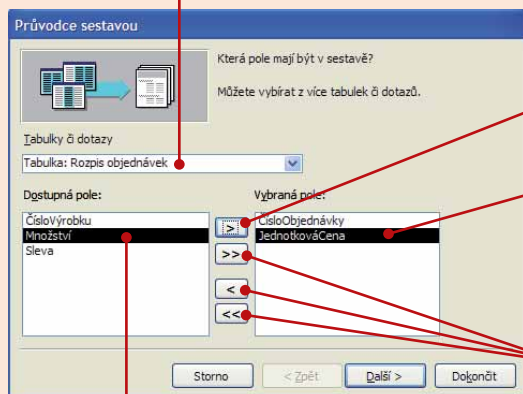 Průvodce sestavou
Která pole mají být v sestavě?
Můžete vybírat z více tabulek či dotazů.
Tabulky či dotazy
Tabulka: Rozpis objednávek
Dostupná pole:
Vybraná pole:
ČísloVýrobku
Množství
Sleva
ČísloObjednávky
JednotkováCena
>
>>
<
<<
Storno
< Zpět
Další >
Dokončit